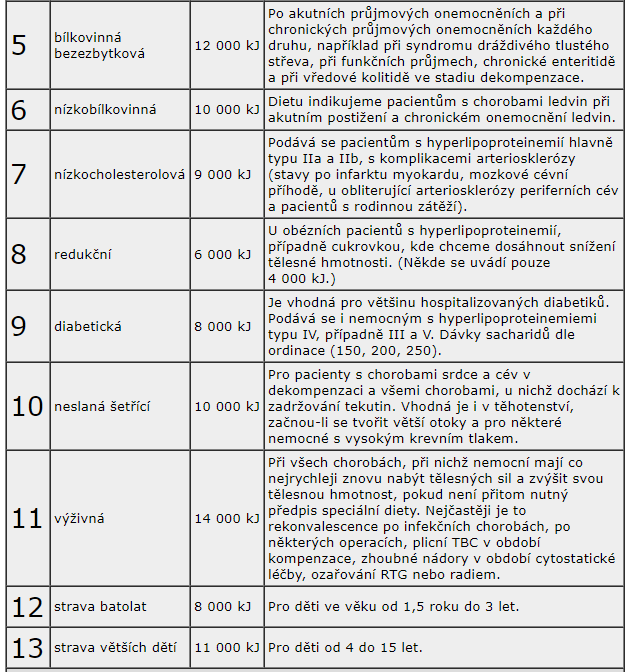 5
bílkovinná
bezezbytková
12 000 kJ
Po akutních průjmových onemocněních a při
chronických průjmových onemocněních každého
druhu, například při syndromu dráždivého tlustého
střeva, při funkčních průjmech, chronické enteritidě
a při vředové kolitidě ve stadiu dekompenzace.
6
nízkobílkovinná
10 000 kJ
Dietu indikujeme pacientům s chorobami ledvin při
akutním postižení a chronickém onemocnění ledvin.
7
nízkocholesterolová
9 000 kJ
Podává se pacientům s hyperlipoproteinemií hlavně
typu IIa a IIb, s komplikacemi arteriosklerózy
(stavy po infarktu myokardu, mozkové cévní
příhodě, u obliterující arteriosklerózy periferních cév
a pacientů s rodinnou zátěží).
8
redukční
6 000 kJ
U obézních pacientů s hyperlipoproteinemií,
případně cukrovkou, kde chceme dosáhnout snížení
tělesné hmotnosti. (Někde se uvádí pouze
4 000 kJ.)
9
diabetická
8 000 kJ
Je vhodná pro většinu hospitalizovaných diabetiků.
Podává se i nemocným s hyperlipoproteinemiemi
typu IV, případně III a V. Dávky sacharidů dle
ordinace (150, 200, 250).
10
neslaná šetřící
10 000 kJ
Pro pacienty s chorobami srdce a cév v
dekompenzaci a všemi chorobami, u nichž dochází k
zadržování tekutin. Vhodná je i v těhotenství,
začnou-li se tvořit větší otoky a pro některé
nemocné s vysokým krevním tlakem.
11
výživná
14 000 kJ
Při všech chorobách, při nichž nemocní mají co
nejrychleji znovu nabýt tělesných sil a zvýšit svou
tělesnou hmotnost, pokud není přitom nutný
předpis speciální diety. Nejčastěji je to
rekonvalescence po infekčních chorobách, po
některých operacích, plicní TBC v období
kompenzace, zhoubné nádory v období cytostatické
léčby, ozařování RTG nebo radiem.
12
strava batolat
8 000 kJ
Pro děti ve věku od 1,5 roku do 3 let.
13
strava větších dětí
11 000 kJ
Pro děti od 4 do 15 let.